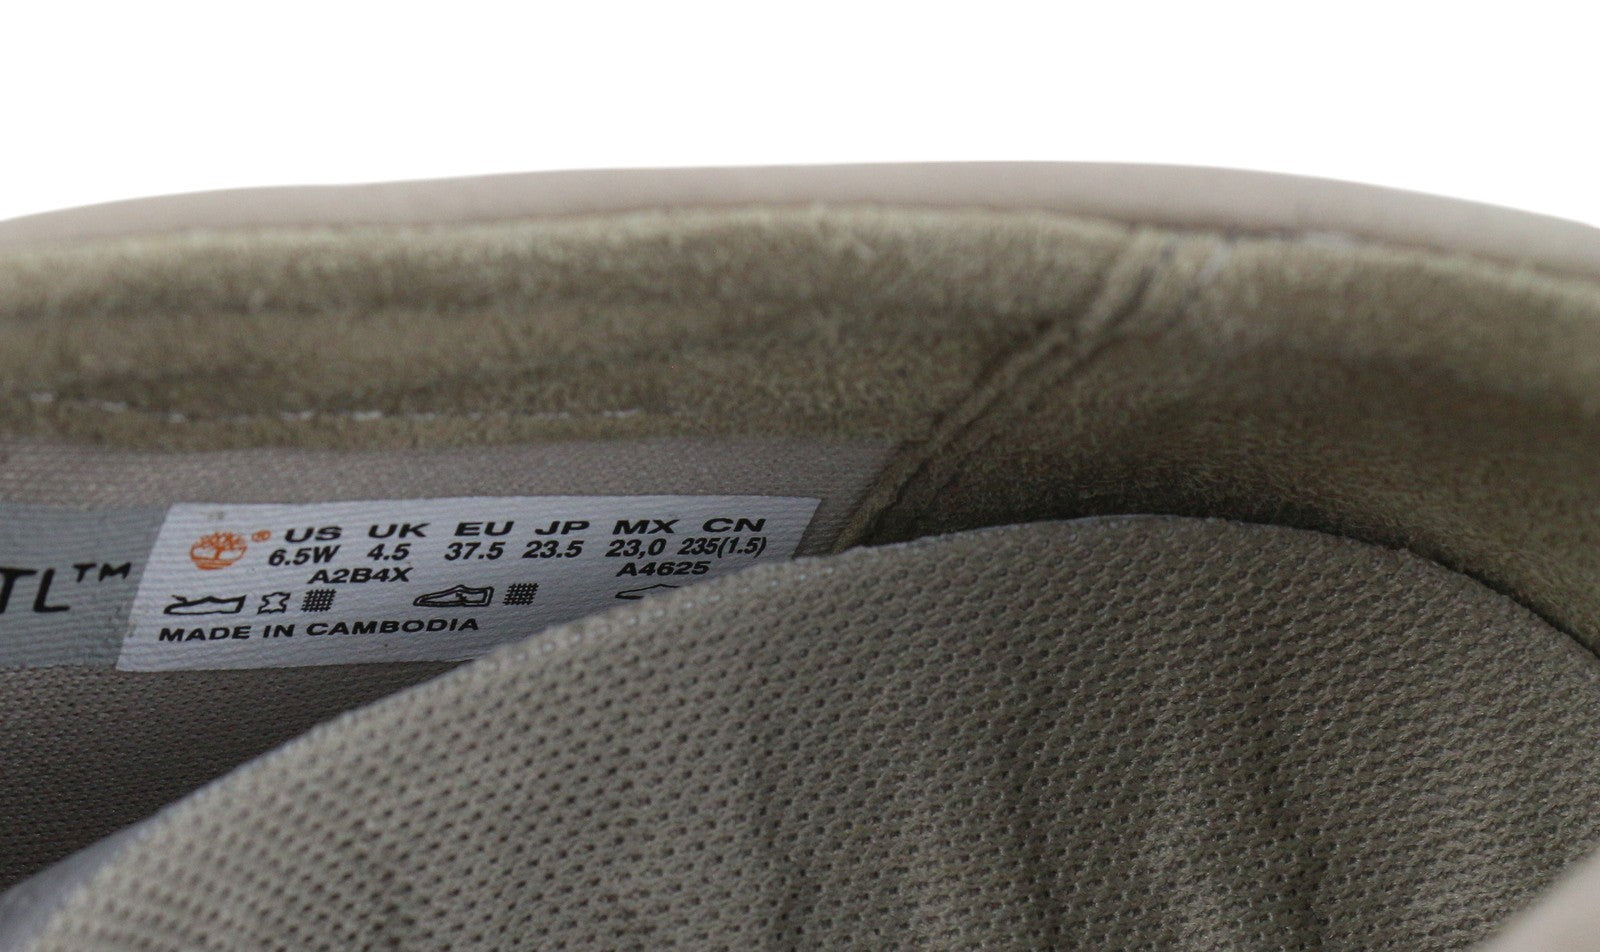 TL™
® US UK EU JP MX CN
6.5W 4.5 37.5 23.5 23,0 235(1.5)
A2B4X A4625
MADE IN CAMBODIA